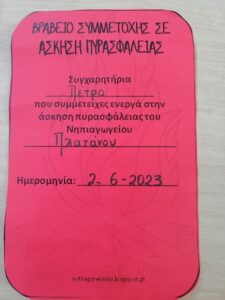 ΒΡΑΒΕΙΟ ΣΥΜΜΕΤΟΧΗΣ ΣΕ
ΑΣΚΗΣΗ ΠΥΡΑΣΦΑΛΕΙΑΣ
Συγχαρητήρια
Πέτρο
που συμμετείχες ενεργά στην
άσκηση πυρασφάλειας του
Νηπιαγωγείου
Πλατάνου
Ημερομηνία: 2-6-2023